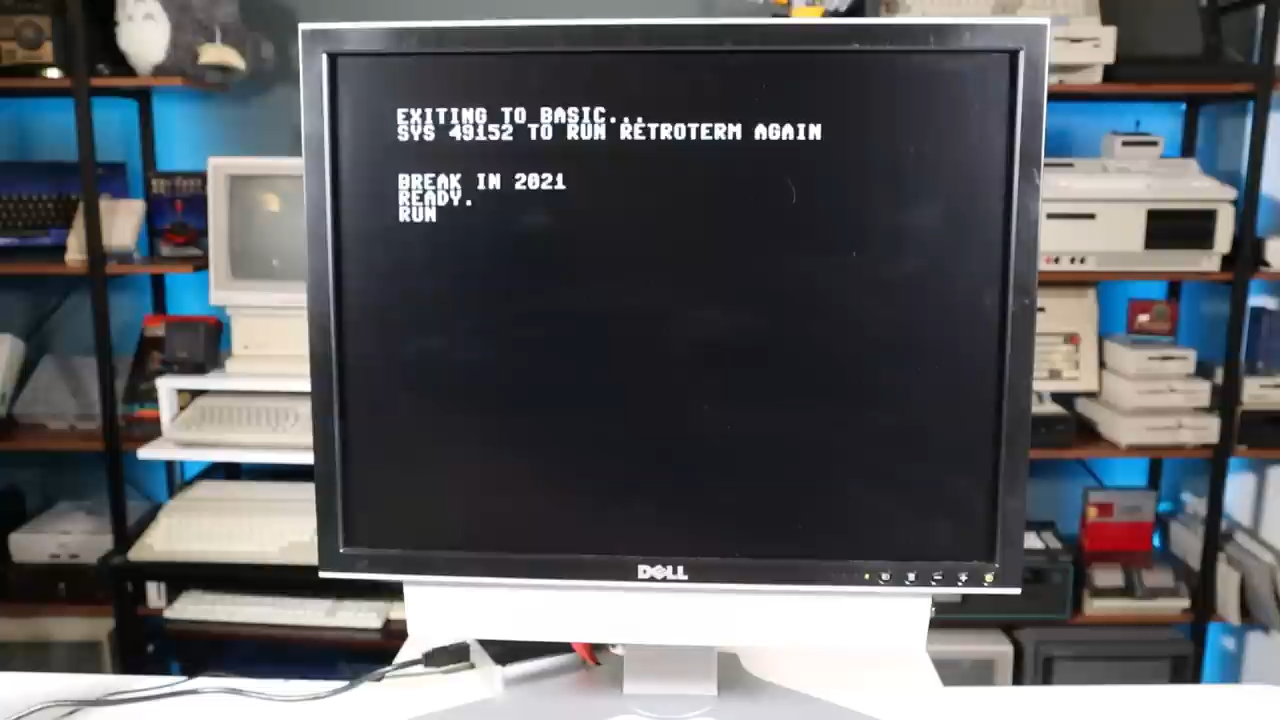 EXITING TO BASIC...
SYS 49152 TO RUN RETROTERM AGAIN
BREAK IN 2021
READY.
RUN
DELL